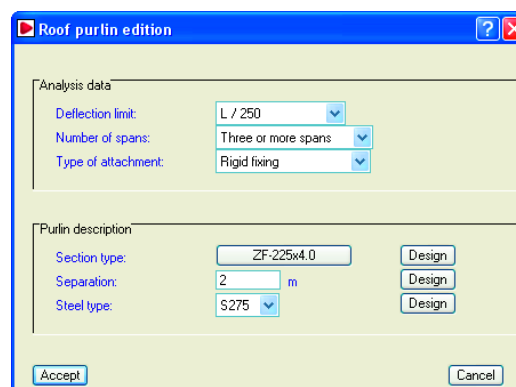 Roof purlin edition
Analysis data
Deflection limit: L / 250
Number of spans: Three or more spans
Type of attachment: Rigid fixing
Purlin description
Section type: ZF-225x4.0 Design
Separation: 2 m Design
Steel type: S275 Design
Accept Cancel